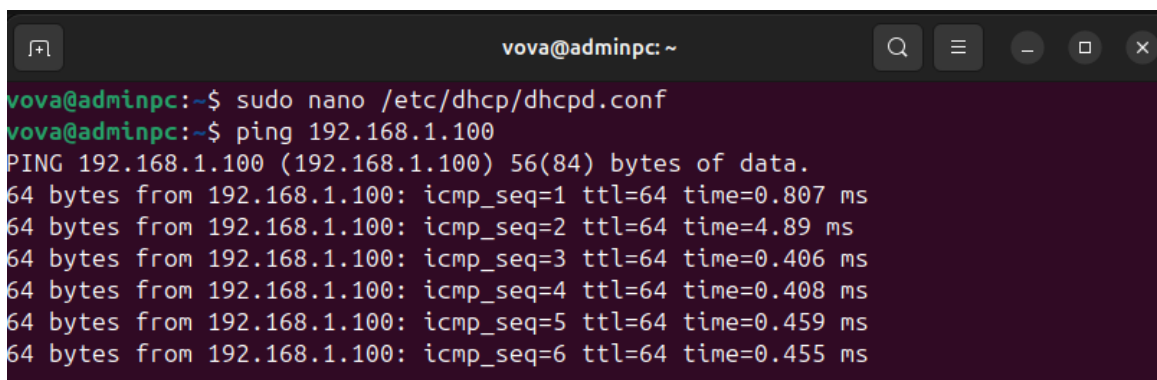 vova@adminpc: ~
vova@adminpc:~$ sudo nano /etc/dhcp/dhcpd.conf
vova@adminpc:~$ ping 192.168.1.100
PING 192.168.1.100 (192.168.1.100) 56(84) bytes of data.
64 bytes from 192.168.1.100: icmp_seq=1 ttl=64 time=0.807 ms
64 bytes from 192.168.1.100: icmp_seq=2 ttl=64 time=4.89 ms
64 bytes from 192.168.1.100: icmp_seq=3 ttl=64 time=0.406 ms
64 bytes from 192.168.1.100: icmp_seq=4 ttl=64 time=0.408 ms
64 bytes from 192.168.1.100: icmp_seq=5 ttl=64 time=0.459 ms
64 bytes from 192.168.1.100: icmp_seq=6 ttl=64 time=0.455 ms